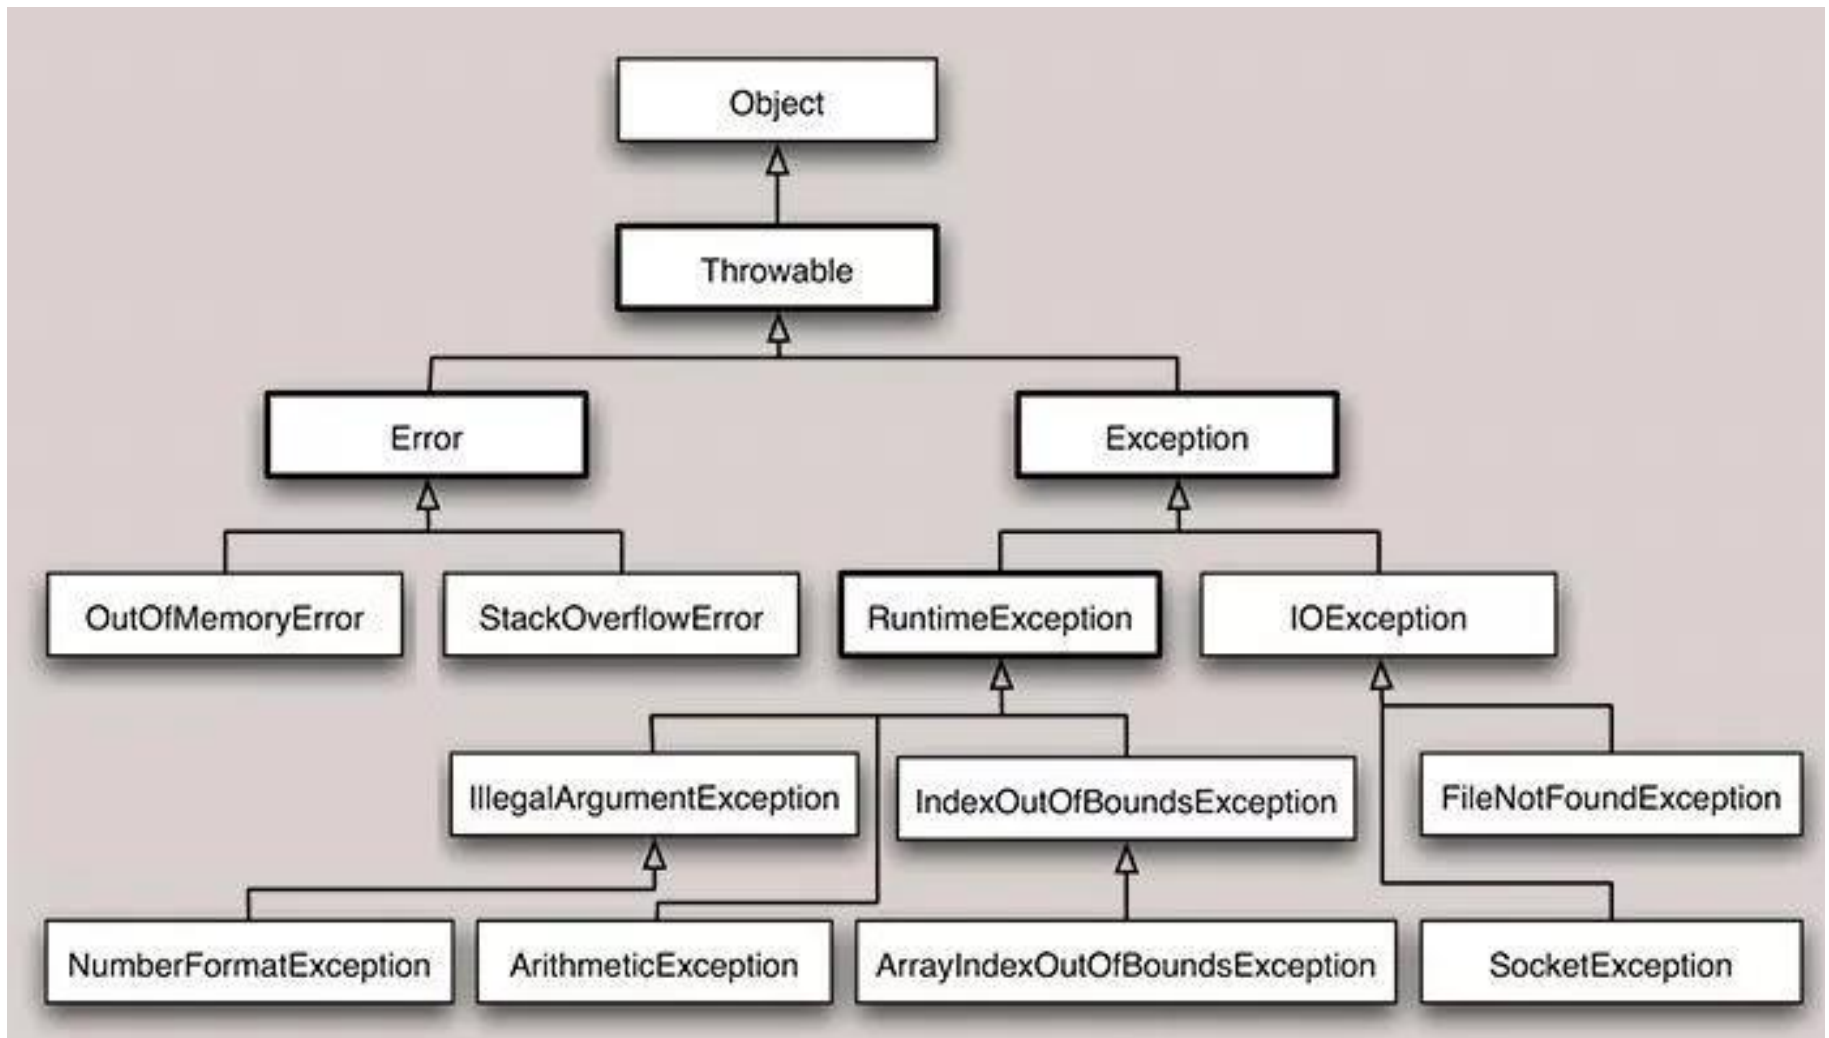 Object
Throwable
Error
Exception
OutOfMemoryError
StackOverflowError
RuntimeException
IOException
IllegalArgumentException
IndexOutOfBoundsException
FileNotFoundException
NumberFormatException
ArithmeticException
ArrayIndexOutOfBoundsException
SocketException